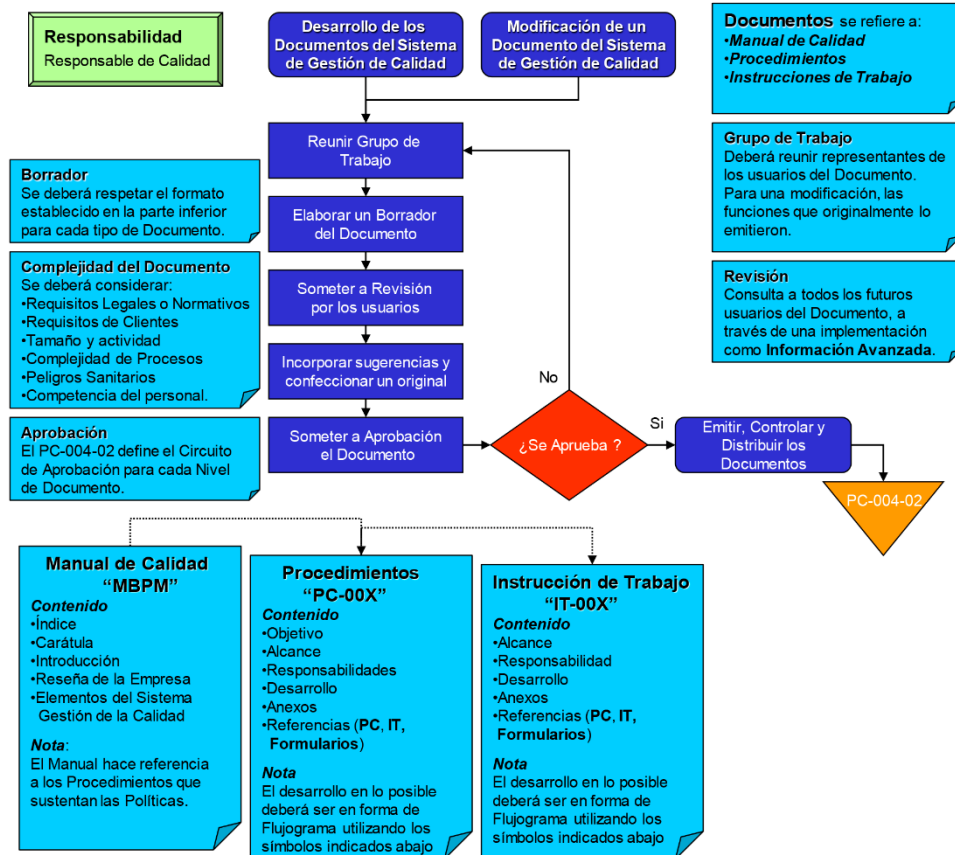 Responsabilidad
Responsable de Calidad
Desarrollo de los
Documentos del Sistema
de Gestión de Calidad
Modificación de un
Documento del Sistema
de Gestión de Calidad
Documentos se refiere a:
•Manual de Calidad
•Procedimientos
•Instrucciones de Trabajo
Reunir Grupo de
Trabajo
Grupo de Trabajo
Deberá reunir representantes de
los usuarios del Documento.
Para una modificación, las
funciones que originalmente lo
emitieron.
Borrador
Se deberá respetar el formato
establecido en la parte inferior
para cada tipo de Documento.
Elaborar un Borrador
del Documento
Complejidad del Documento
Se deberá considerar:
•Requisitos Legales o Normativos
•Requisitos de Clientes
•Tamaño y actividad
•Complejidad de Procesos
•Peligros Sanitarios
•Competencia del personal.
Someter a Revisión
por los usuarios
Revisión
Consulta a todos los futuros
usuarios del Documento, a
través de una implementación
como Información Avanzada.
Incorporar sugerencias y
confeccionar un original
No
Aprobación
El PC-004-02 define el Circuito
de Aprobación para cada Nivel
de Documento.
Someter a Aprobación
el Documento
¿Se Aprueba ?
Si
Emitir, Controlar y
Distribuir los
Documentos
PC-004-02
Manual de Calidad
“MBPM”
Contenido
•Índice
•Carátula
•Introducción
•Reseña de la Empresa
•Elementos del Sistema
Gestión de la Calidad
Nota:
El Manual hace referencia
a los Procedimientos que
sustentan las Políticas.
Procedimientos
“PC-00X”
Contenido
•Objetivo
•Alcance
•Responsabilidades
•Desarrollo
•Anexos
•Referencias (PC, IT,
Formularios)
Nota
El desarrollo en lo posible
deberá ser en forma de
Flujograma utilizando los
símbolos indicados abajo
Instrucción de Trabajo
“IT-00X”
Contenido
•Alcance
•Responsabilidad
•Desarrollo
•Anexos
•Referencias (PC, IT,
Formularios)
Nota
El desarrollo en lo posible
deberá ser en forma de
Flujograma utilizando los
símbolos indicados abajo